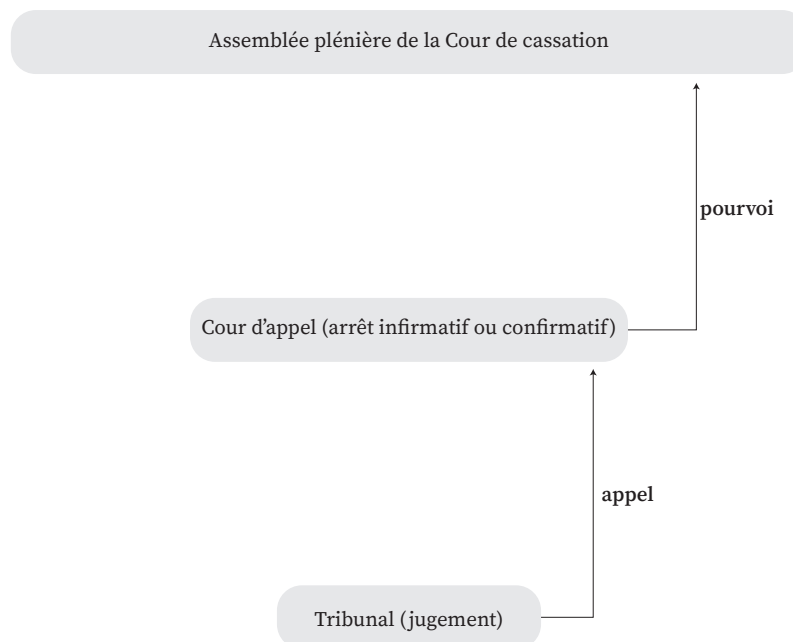 Assemblée plénière de la Cour de cassation
pourvoi
Cour d’appel (arrêt infirmatif ou confirmatif)
appel
Tribunal (jugement)